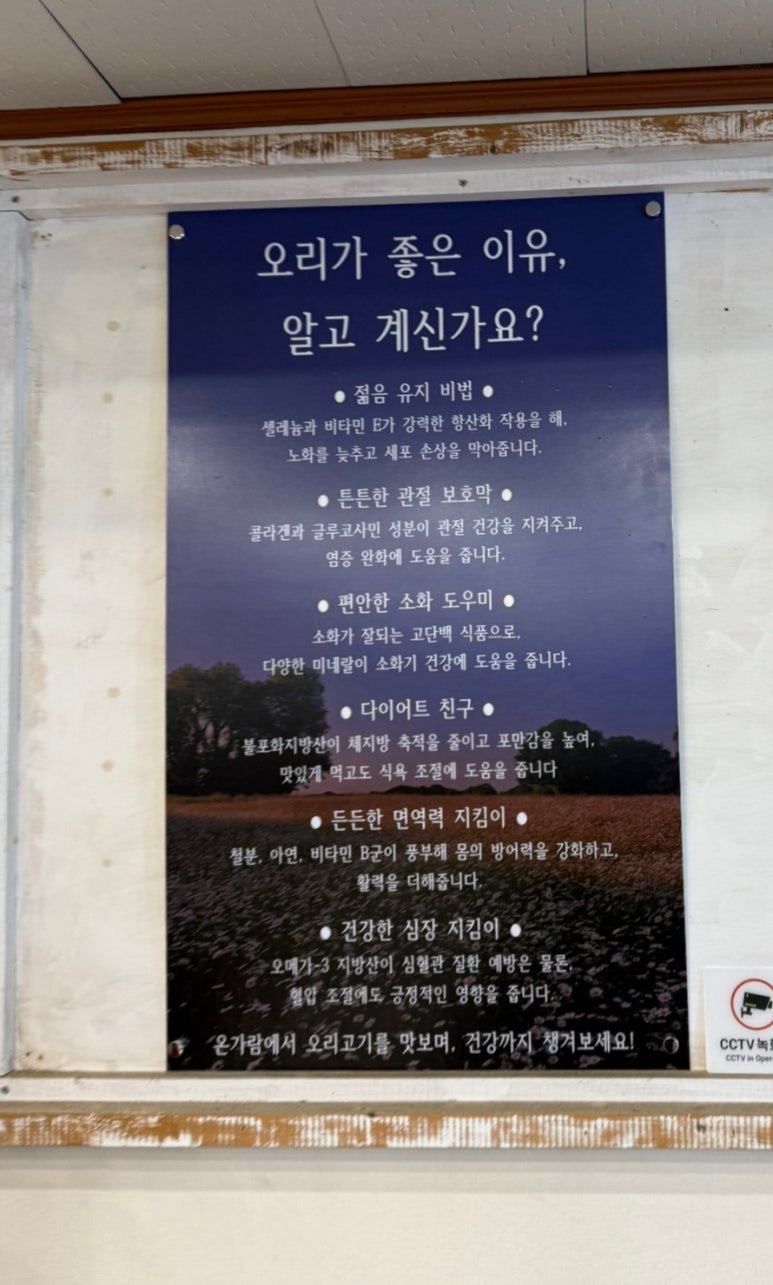 오리가 좋은 이유,
알고 계신가요?
● 젊음 유지 비법 ●
셀레늄과 비타민 E가 강력한 항산화 작용을 해,
노화를 늦추고 세포 손상을 막아줍니다.
● 튼튼한 관절 보호막 ●
콜라겐과 글루코사민 성분이 관절 건강을 지켜주고,
염증 완화에 도움을 줍니다.
● 편안한 소화 도우미 ●
소화가 잘되는 고단백 식품으로,
다양한 미네랄이 소화기 건강에 도움을 줍니다.
● 다이어트 친구 ●
불포화지방산이 체지방 축적을 줄이고 포만감을 높여,
맛있게 먹고도 식욕 조절에 도움을 줍니다
● 든든한 면역력 지킴이 ●
철분, 아연, 비타민 B군이 풍부해 몸의 방어력을 강화하고,
활력을 더해줍니다.
● 건강한 심장 지킴이 ●
오메가-3 지방산이 심혈관 질환 예방은 물론,
혈압 조절에도 긍정적인 영향을 줍니다.
온가람에서 오리고기를 맛보며, 건강까지 챙겨보세요!
CCTV
CCTV in